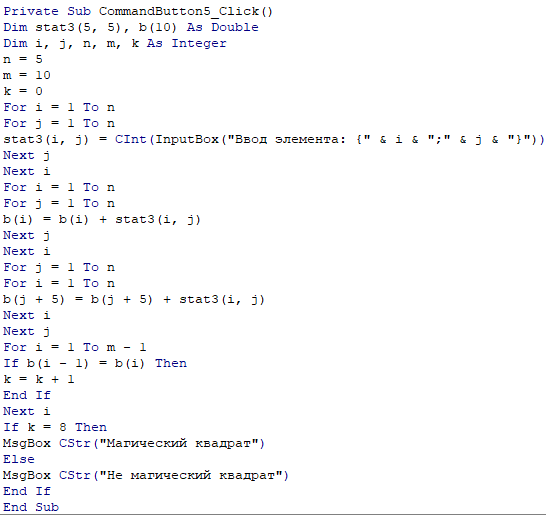 Private Sub CommandButton5_Click()
Dim stat3(5, 5), b(10) As Double
Dim i, j, n, m, k As Integer
n = 5
m = 10
k = 0
For i = 1 To n
For j = 1 To n
stat3(i, j) = CInt(InputBox("Ввод элемента: {" & i & ";" & j & "}"))
Next j
Next i
For i = 1 To n
For j = 1 To n
b(i) = b(i) + stat3(i, j)
Next j
Next i
For j = 1 To n
For i = 1 To n
b(j + 5) = b(j + 5) + stat3(i, j)
Next i
Next j
For i = 1 To m - 1
If b(i - 1) = b(i) Then
k = k + 1
End If
Next i
If k = 8 Then
MsgBox CStr("Магический квадрат")
Else
MsgBox CStr("Не магический квадрат")
End If
End Sub